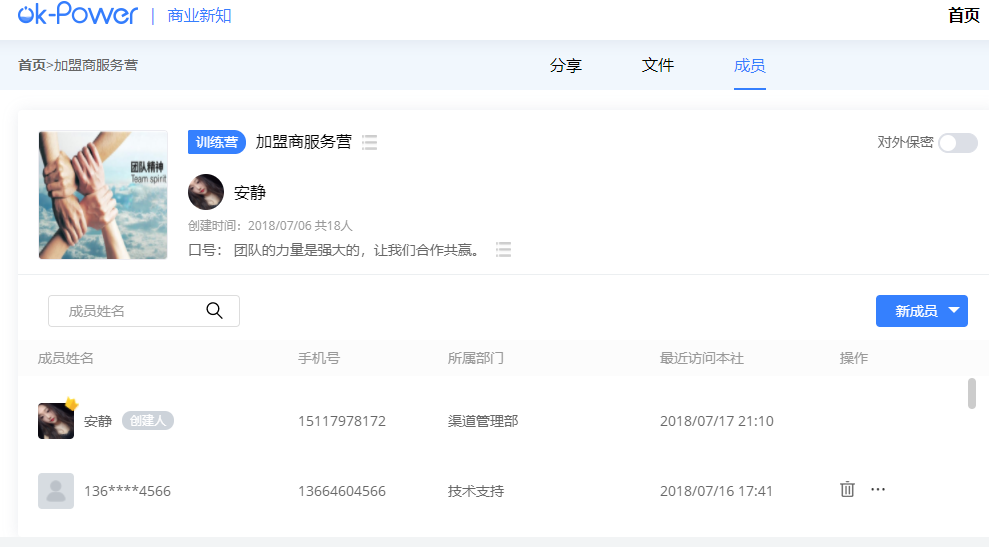 Ok-Power | 商业新知 首页
首页>加盟商服务营 分享 文件 成员
训练营 加盟商服务营 对外保密
团队精神
Team spirit
安静
创建时间：2018/07/06 共18人
口号： 团队的力量是强大的，让我们合作共赢。
成员姓名 新成员
成员姓名 手机号 所属部门 最近访问本社 操作
安静 创建人 15117978172 渠道管理部 2018/07/17 21:10
136****4566 13664604566 技术支持 2018/07/16 17:41